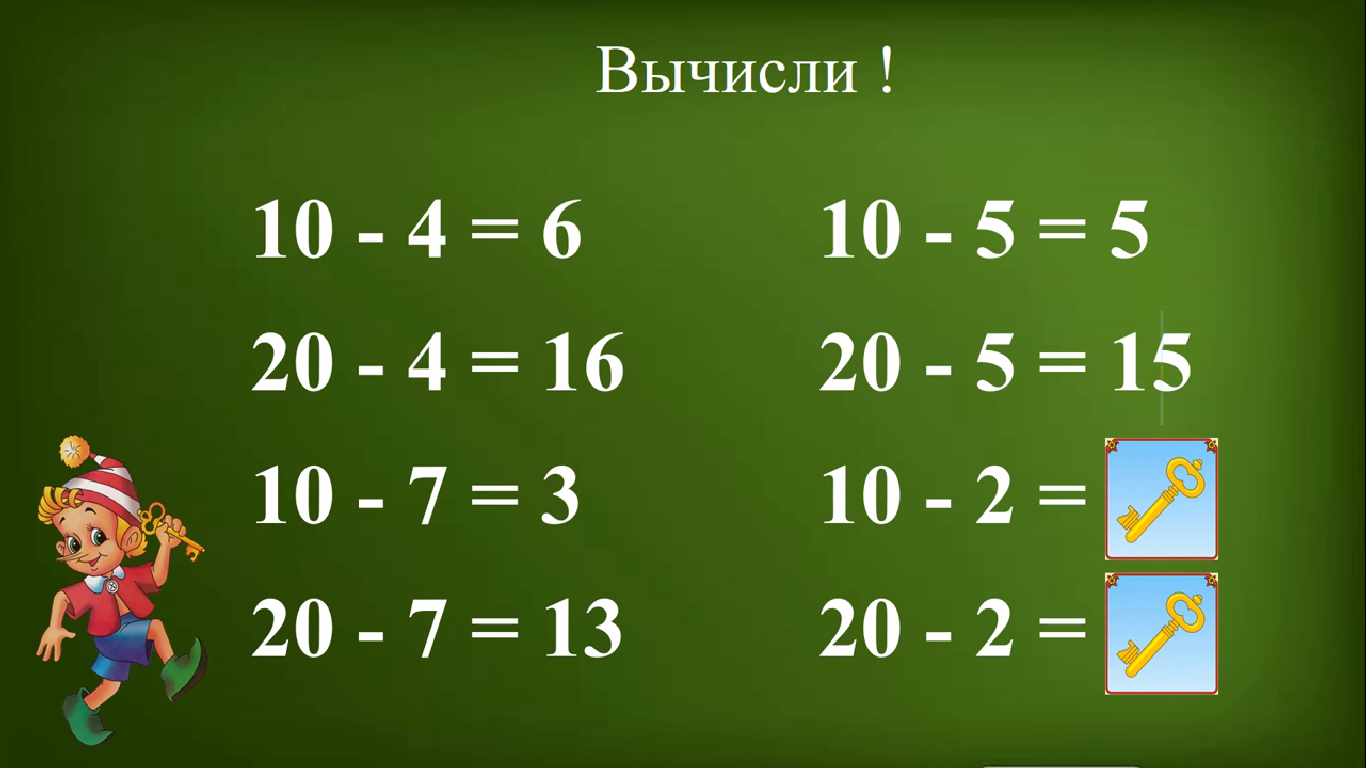 Вычисли !
10 - 4 = 6
20 - 4 = 16
10 - 7 = 3
20 - 7 = 13
10 - 5 = 5
20 - 5 = 15
10 - 2 =
20 - 2 =